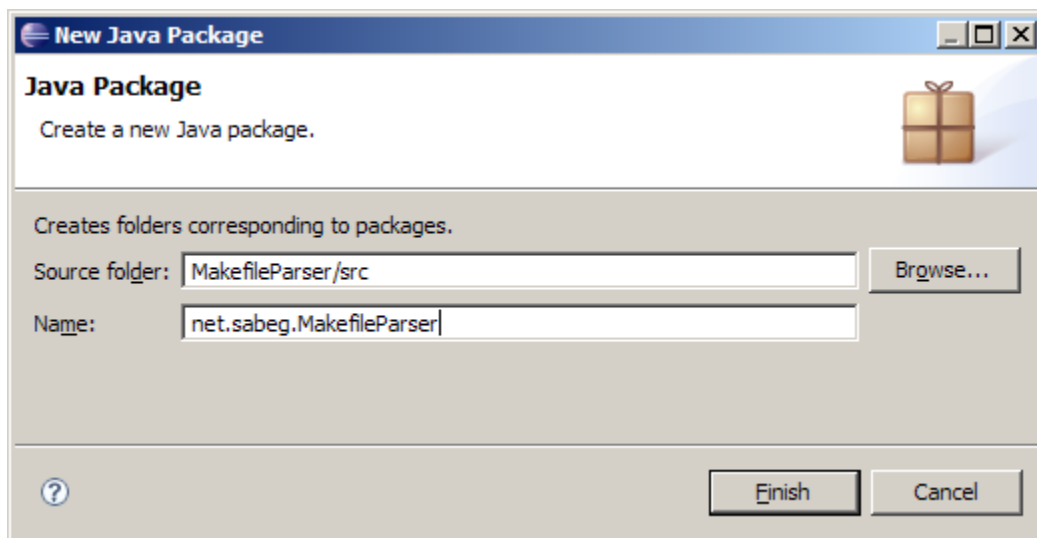 New Java Package
Java Package
Create a new Java package.
Creates folders corresponding to packages.
Source folder: MakefileParser/src Browse...
Name: net.sabeg.MakefileParser
? Finish Cancel